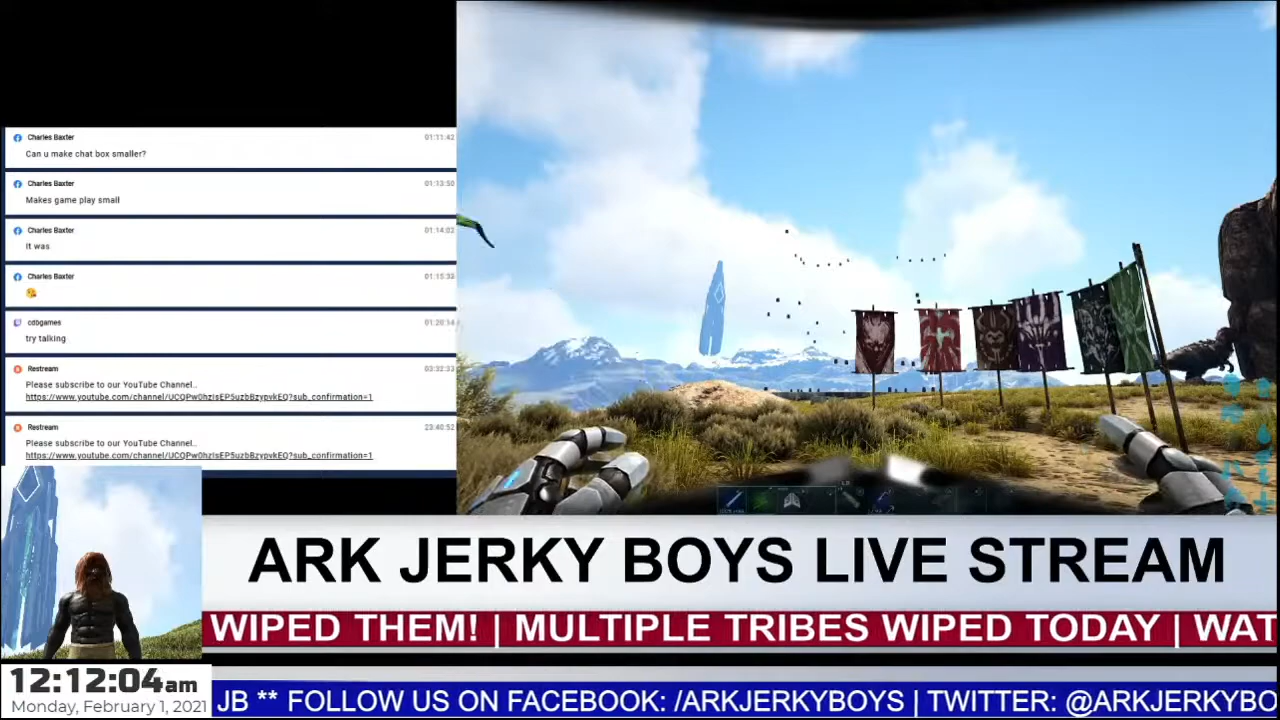 Charles Baxter 01:11:42
Can u make chat box smaller?
Charles Baxter 01:13:50
Makes game play small
Charles Baxter 01:14:02
It was
Charles Baxter 01:15:33
cdbgames 01:20:14
try talking
Restream 03:32:33
Please subscribe to our YouTube Channel..
Restream 23:40:52
Please subscribe to our YouTube Channel..
ARK JERKY BOYS LIVE STREAM
WIPED THEM! | MULTIPLE TRIBES WIPED TODAY | WAT
12:12:04am
Monday, February 1, 2021
JB ** FOLLOW US ON FACEBOOK: /ARKJERKYBOYS | TWITTER: @ARKJERKYBO